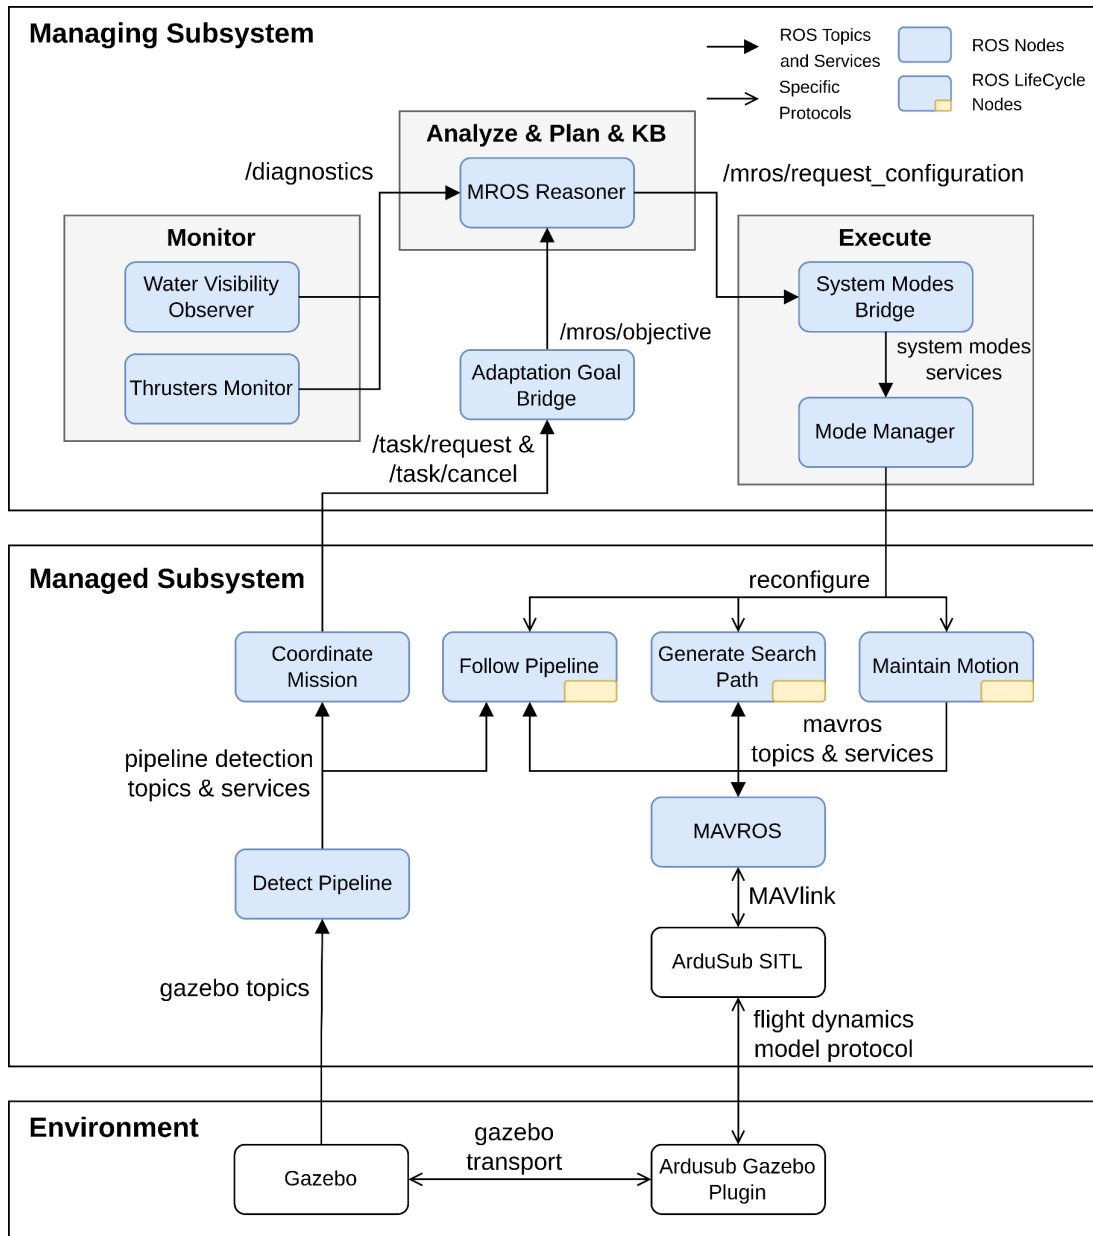 Managing Subsystem
ROS Topics
and Services
Specific
Protocols
ROS Nodes
ROS LifeCycle
Nodes
Analyze & Plan & KB
MROS Reasoner
/diagnostics
/mros/request_configuration
Monitor
Water Visibility
Observer
Thrusters Monitor
Execute
System Modes
Bridge
system modes
services
Mode Manager
/mros/objective
Adaptation Goal
Bridge
/task/request &
/task/cancel
Managed Subsystem
reconfigure
Coordinate
Mission
Follow Pipeline
Generate Search
Path
Maintain Motion
pipeline detection
topics & services
mavros
topics & services
MAVROS
Detect Pipeline
MAVlink
ArduSub SITL
gazebo topics
flight dynamics
model protocol
Environment
gazebo
transport
Gazebo
Ardusub Gazebo
Plugin